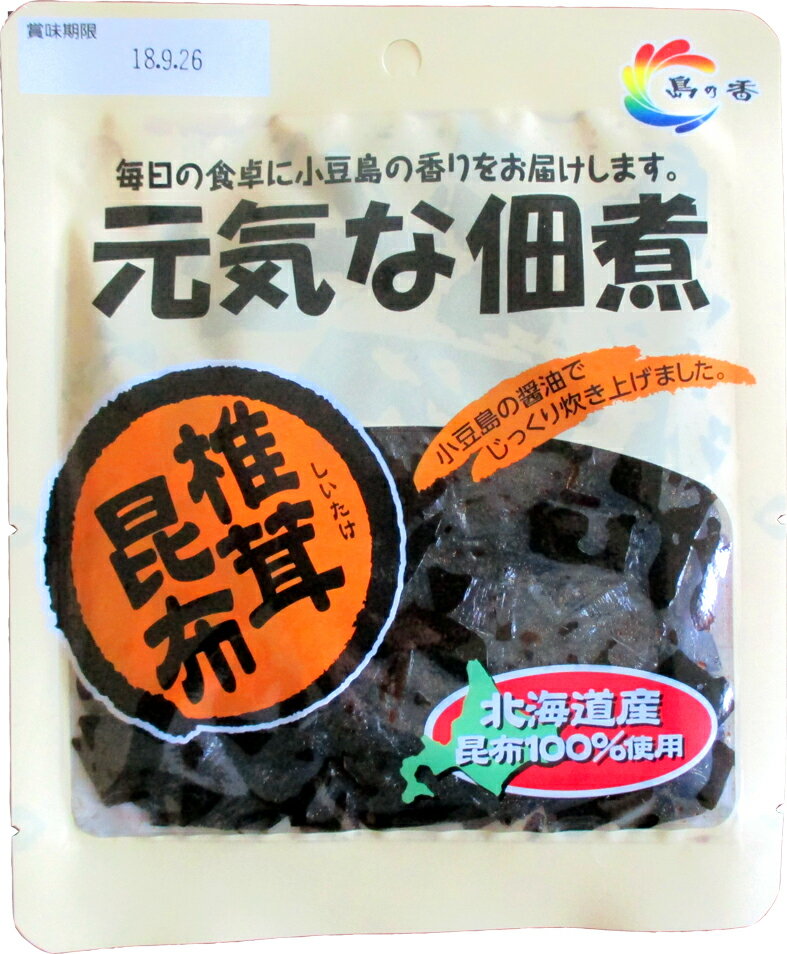 賞味期限
18.9.26
島の香
毎日の食卓に小豆島の香りをお届けします。
元気な佃煮
小豆島の醤油で
じっくり炊き上げました。
椎茸
しいたけ
昆布
北海道産
昆布100%使用